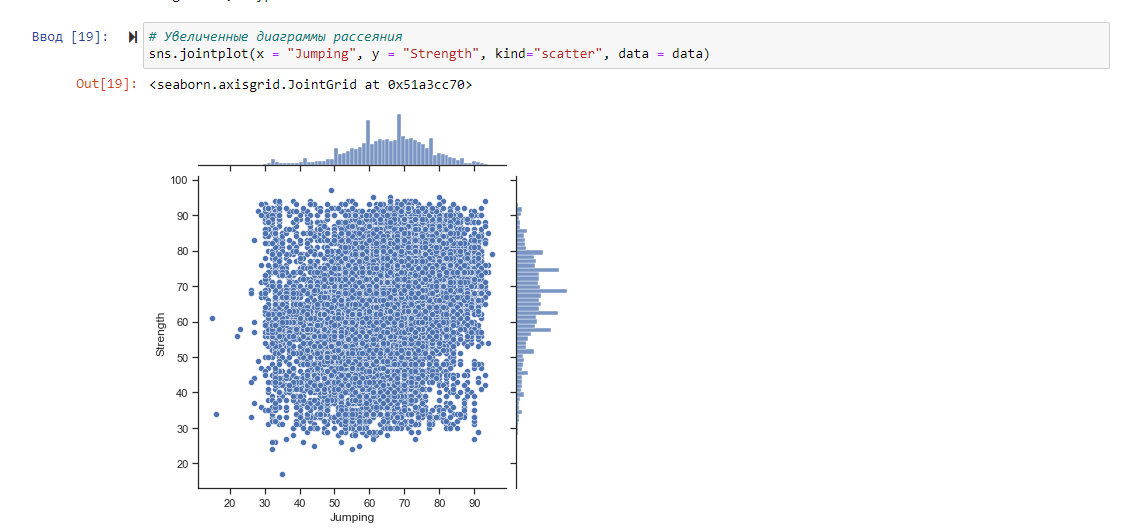 Ввод [19]:
# Увеличенные диаграммы рассеяния
sns.jointplot(x = "Jumping", y = "Strength", kind="scatter", data = data)
Out[19]: <seaborn.axisgrid.JointGrid at 0x51a3cc70>
100
90
80
70
60
50
40
30
20
Strength
20 30 40 50 60 70 80 90
Jumping